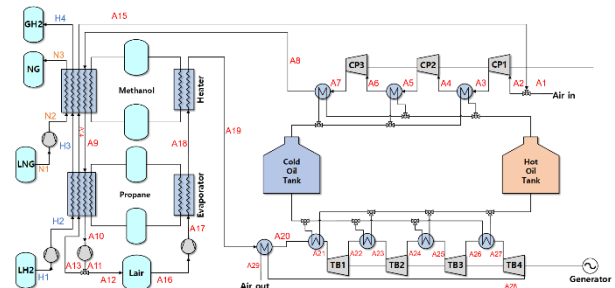 GH2
H4
A15
NG
N3
Methanol
Heater
A8
A7
CP3
A6
A5
CP2
A4
A3
CP1
A2
A1
Air in
N2
H3
LNG
N1
A9
A18
A19
Cold
Oil
Tank
Hot
Oil
Tank
Propane
Evaporator
H2
A10
A17
LH2
H1
A13
A11
A12
Lair
A16
A20
A29
Air out
A21
TB1
A22
A23
TB2
A24
A25
TB3
A26
A27
TB4
A28
Generator